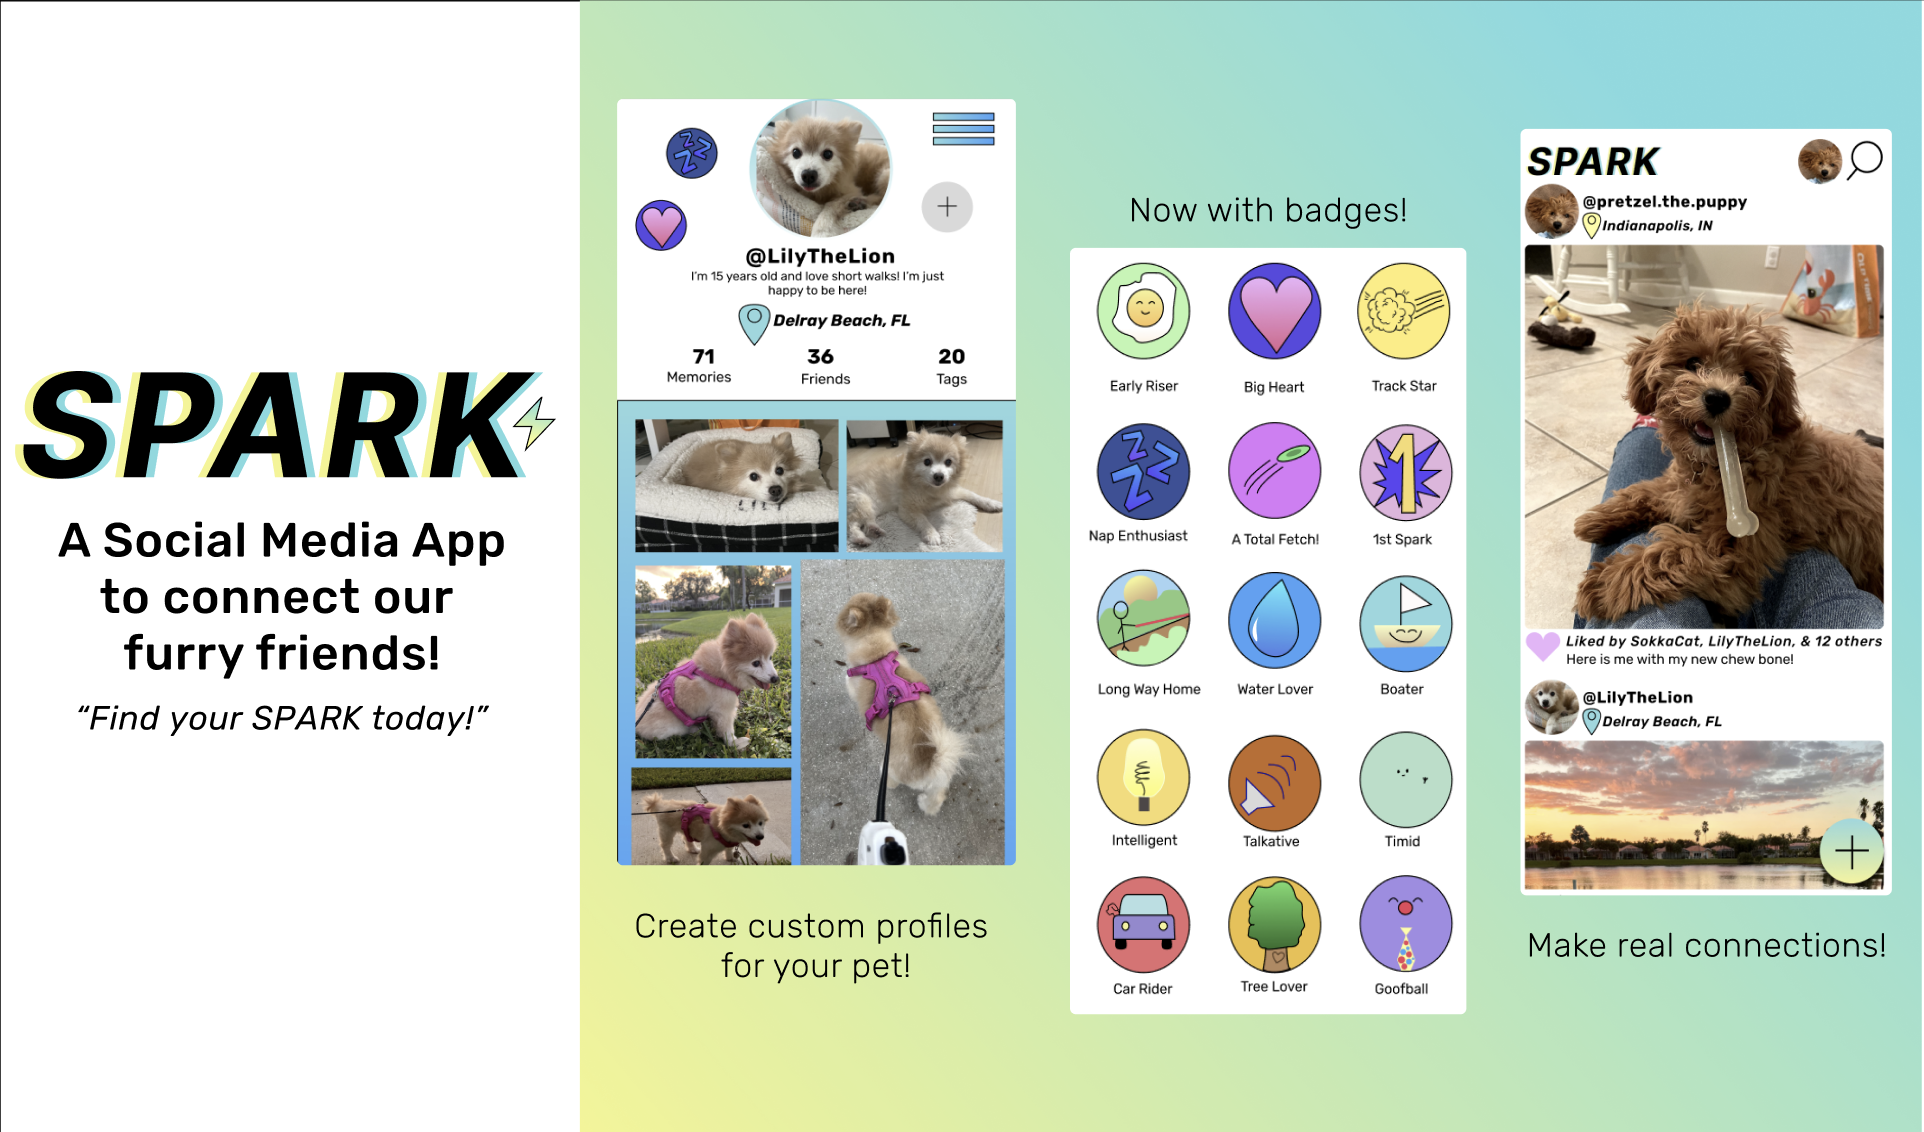 SPARK
A Social Media App
to connect our
furry friends!
“Find your SPARK today!”
@LilyTheLion
I'm 15 years old and love short walks! I'm just
happy to be here!
Delray Beach, FL
71
Memories
36
Friends
20
Tags
Create custom profiles
for your pet!
Now with badges!
Early Riser
Big Heart
Track Star
Nap Enthusiast
A Total Fetch!
1
1st Spark
Long Way Home
Water Lover
Boater
Intelligent
Talkative
Timid
Car Rider
Tree Lover
Goofball
SPARK
@pretzel.the.puppy
Indianapolis, IN
Liked by SokkaCat, LilyTheLion, & 12 others
Here is me with my new chew bone!
@LilyTheLion
Delray Beach, FL
Make real connections!